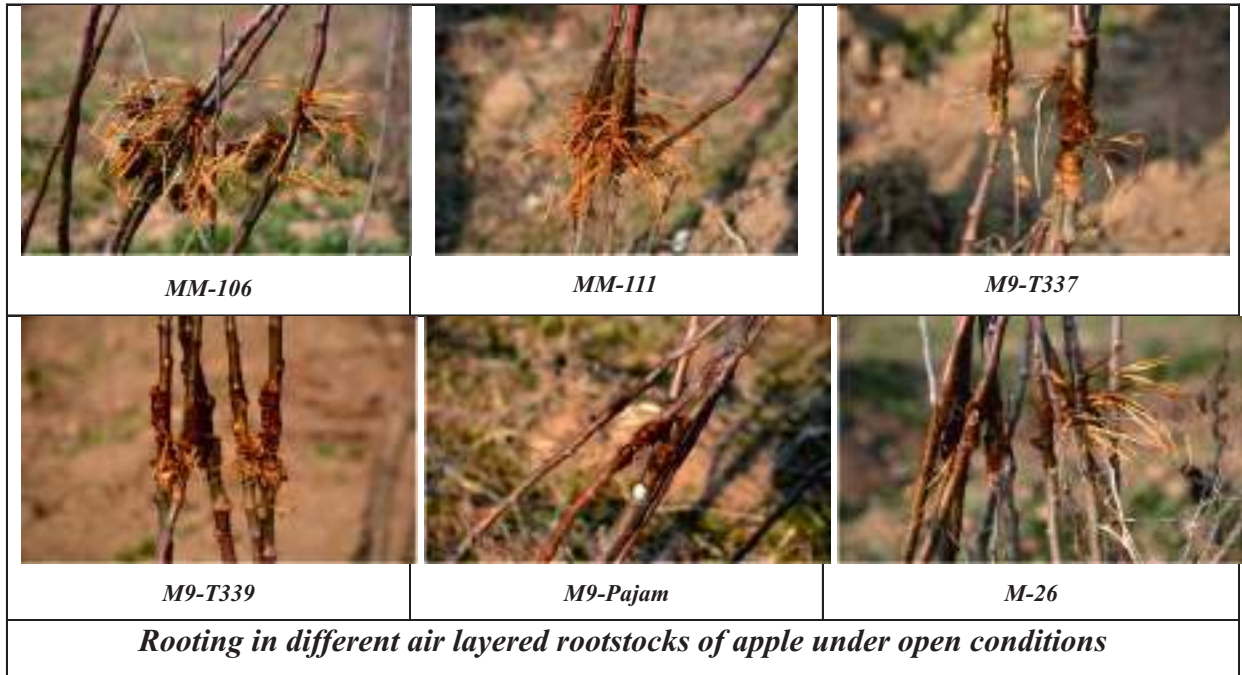 MM-106
MM-111
M9-T337
M9-T339
M9-Pajam
M-26
Rooting in different air layered rootstocks of apple under open conditions